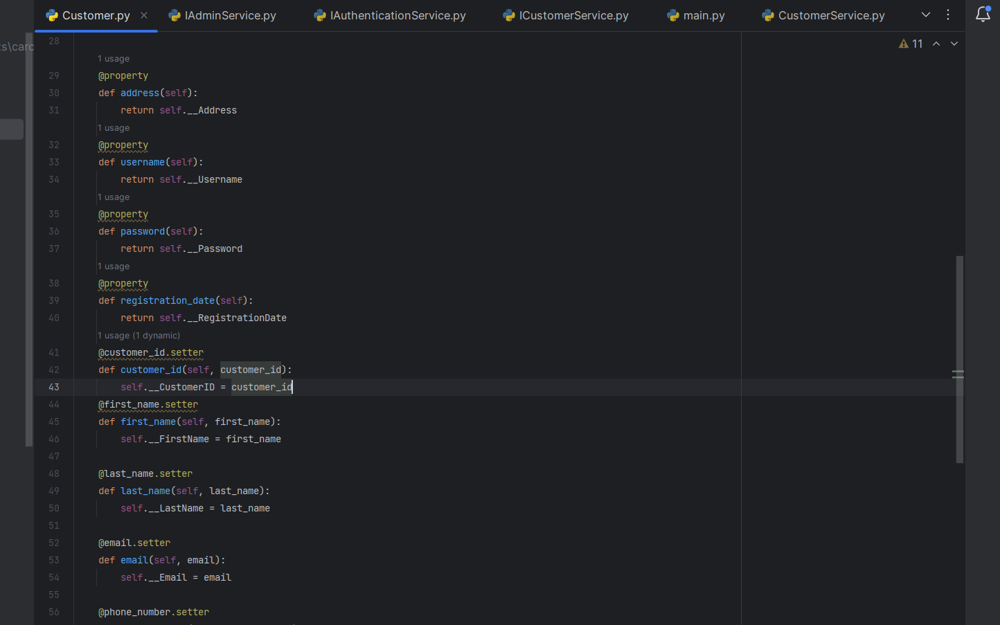 Customer.py IAdminService.py IAuthenticationService.py ICustomerService.py main.py CustomerService.py
ts\carc
11
28
1 usage
29 @property
30 def address(self):
31 return self.__Address
1 usage
32 @property
33 def username(self):
34 return self.__Username
1 usage
35 @property
36 def password(self):
37 return self.__Password
1 usage
38 @property
39 def registration_date(self):
40 return self.__RegistrationDate
1 usage (1 dynamic)
41 @customer_id.setter
42 def customer_id(self, customer_id):
43 self.__CustomerID = customer_id
44 @first_name.setter
45 def first_name(self, first_name):
46 self.__FirstName = first_name
47
48 @last_name.setter
49 def last_name(self, last_name):
50 self.__LastName = last_name
51
52 @email.setter
53 def email(self, email):
54 self.__Email = email
55
56 @phone_number.setter